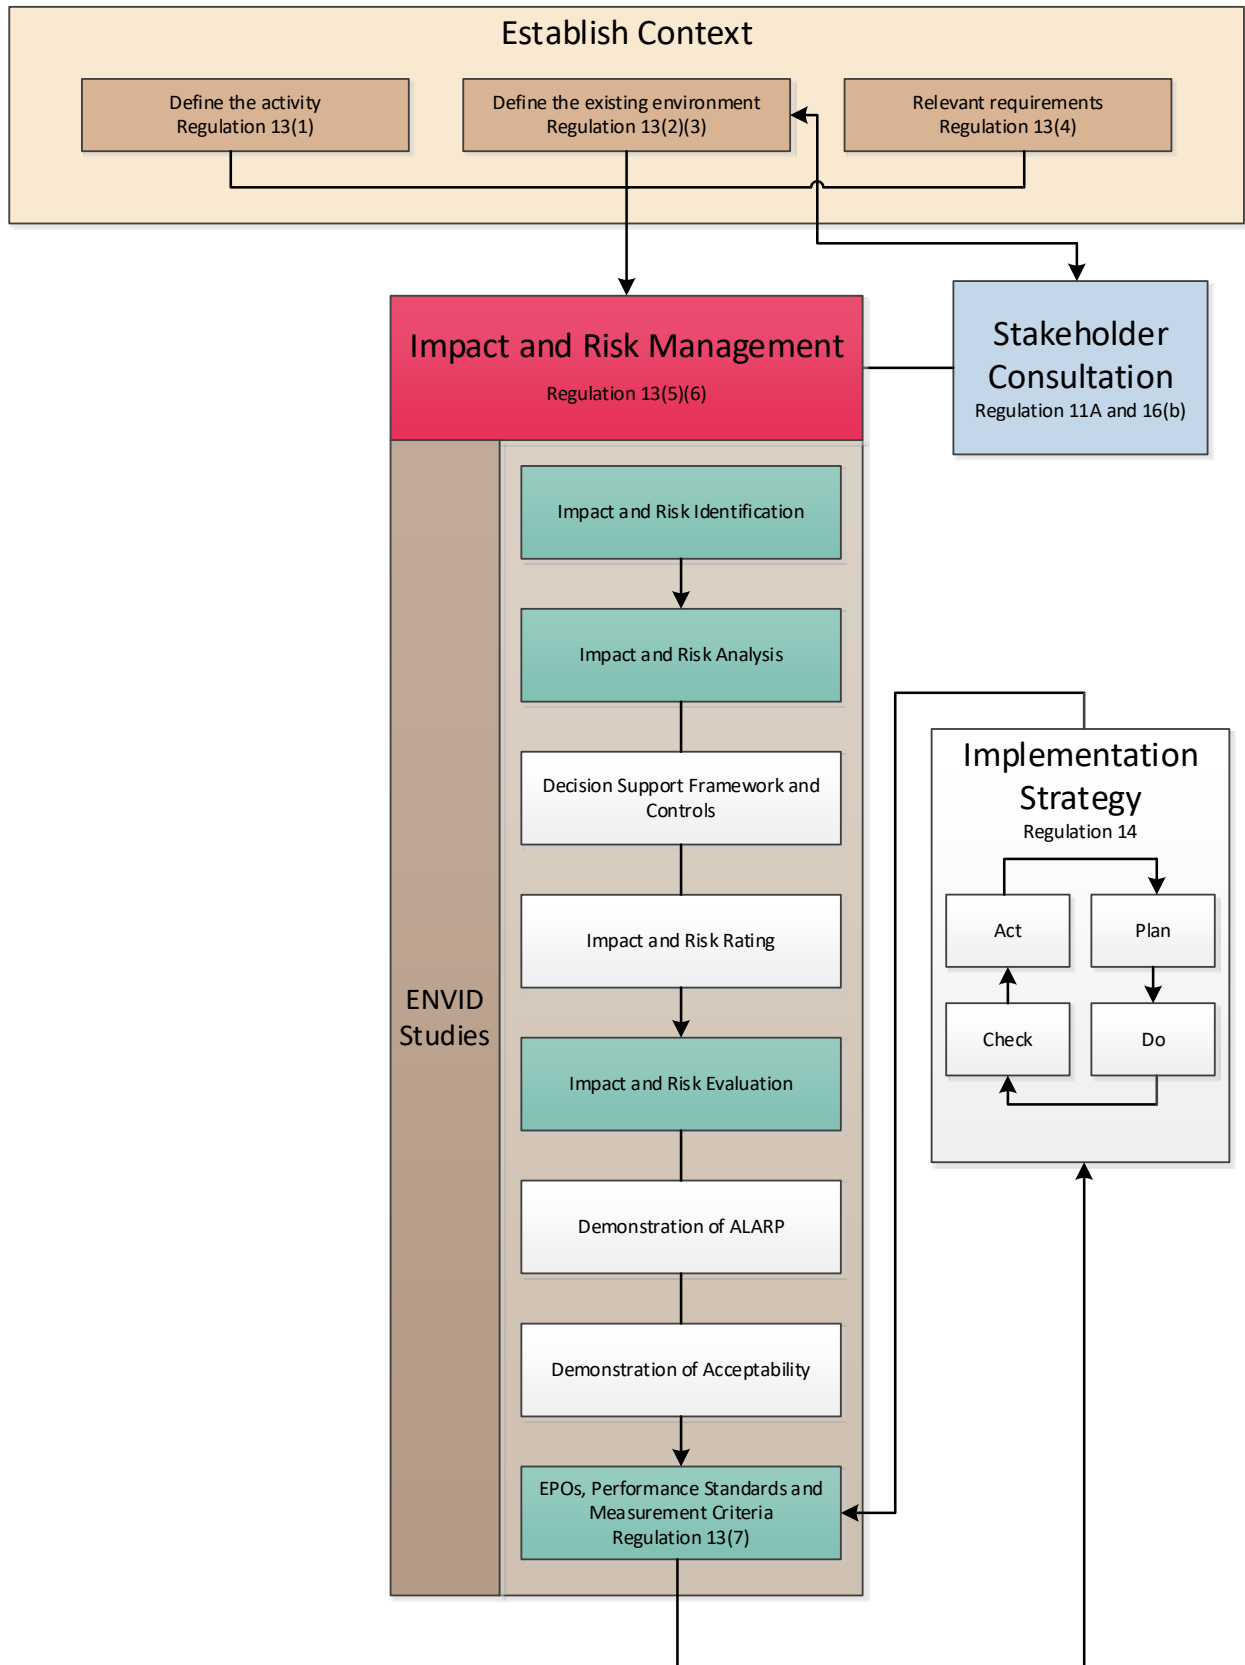 Establish Context
Define the activity
Regulation 13(1)
Define the existing environment
Regulation 13(2)(3)
Relevant requirements
Regulation 13(4)
Impact and Risk Management
Regulation 13(5)(6)
Stakeholder
Consultation
Regulation 11A and 16(b)
ENVID
Studies
Impact and Risk Identification
Impact and Risk Analysis
Decision Support Framework and
Controls
Impact and Risk Rating
Impact and Risk Evaluation
Demonstration of ALARP
Demonstration of Acceptability
EPOs, Performance Standards and
Measurement Criteria
Regulation 13(7)
Implementation
Strategy
Regulation 14
Act
Plan
Check
Do